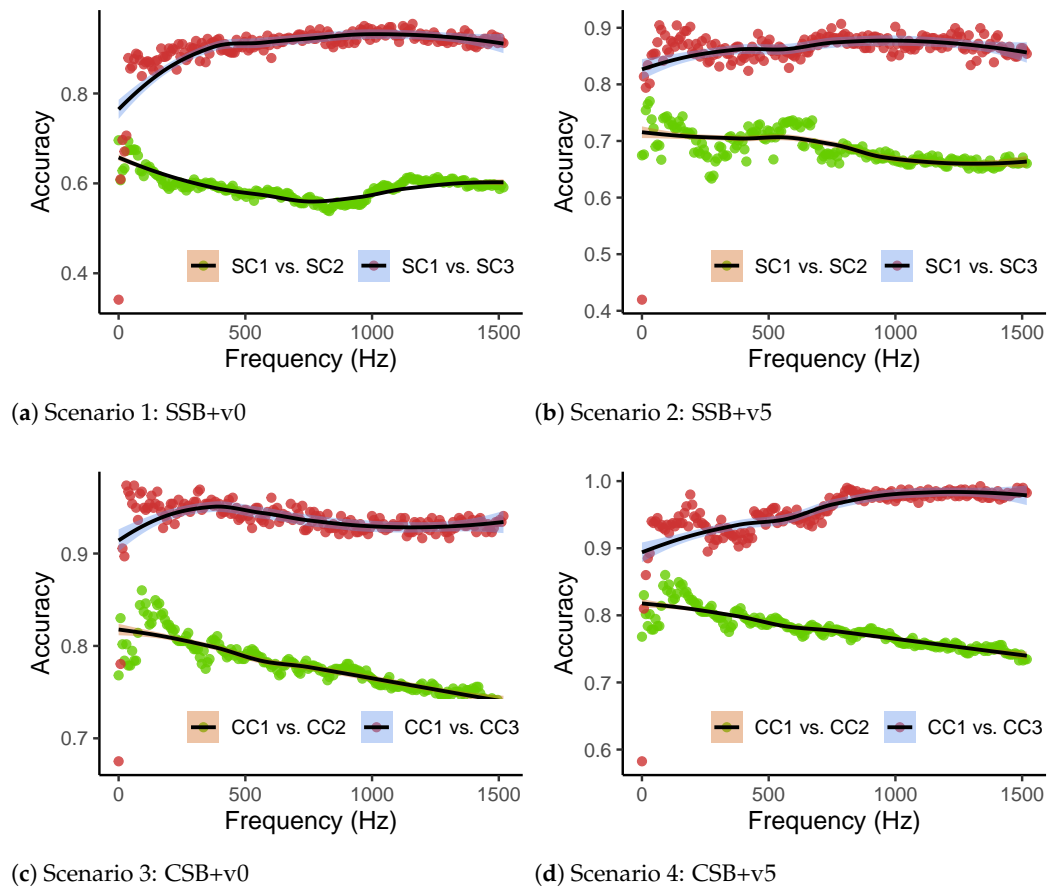 Accuracy
0.8
0.6
0.4
SC1 vs. SC2 SC1 vs. SC3
0 500 1000 1500
Frequency (Hz)
(a) Scenario 1: SSB+v0
Accuracy
0.9
0.8
0.7
0.6
0.5
0.4
SC1 vs. SC2 SC1 vs. SC3
0 500 1000 1500
Frequency (Hz)
(b) Scenario 2: SSB+v5
Accuracy
0.9
0.8
0.7
CC1 vs. CC2 CC1 vs. CC3
0 500 1000 1500
Frequency (Hz)
(c) Scenario 3: CSB+v0
Accuracy
1.0
0.9
0.8
0.7
0.6
CC1 vs. CC2 CC1 vs. CC3
0 500 1000 1500
Frequency (Hz)
(d) Scenario 4: CSB+v5